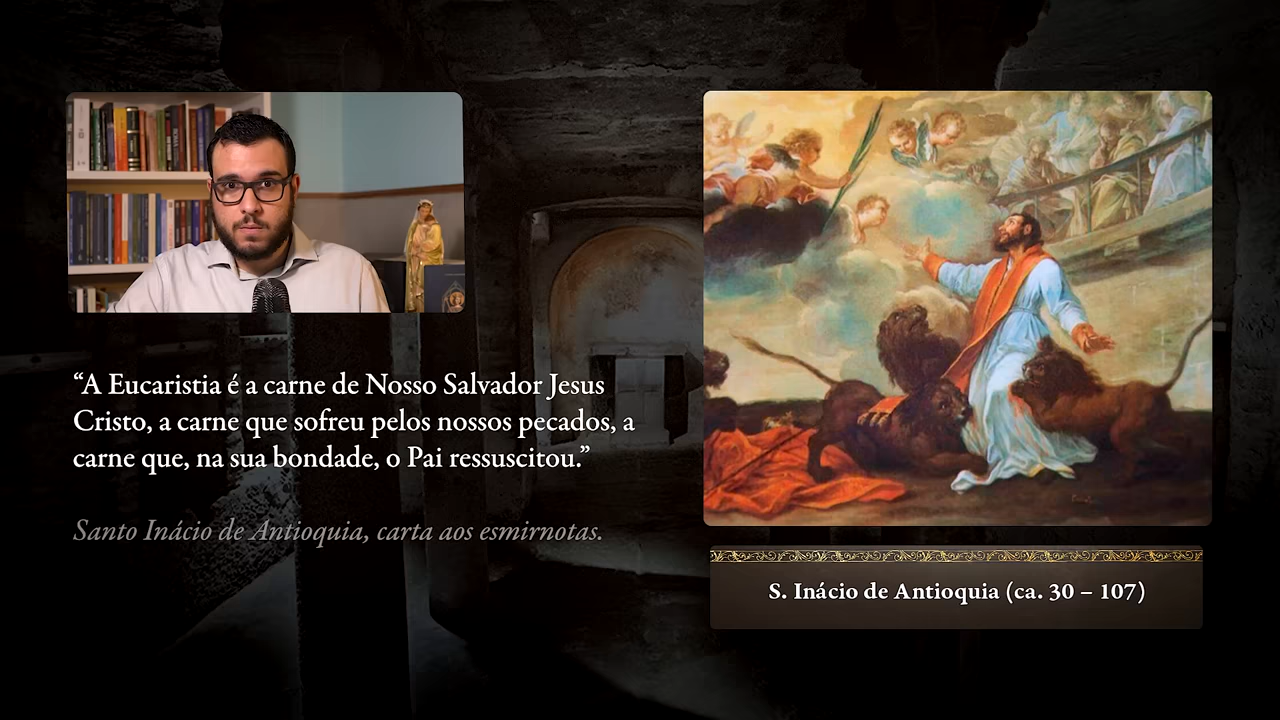 “A Eucaristia é a carne de Nosso Salvador Jesus
Cristo, a carne que sofreu pelos nossos pecados, a
carne que, na sua bondade, o Pai ressuscitou.”
Santo Inácio de Antioquia, carta aos esmirnotas.
S. Inácio de Antioquia (ca. 30 – 107)